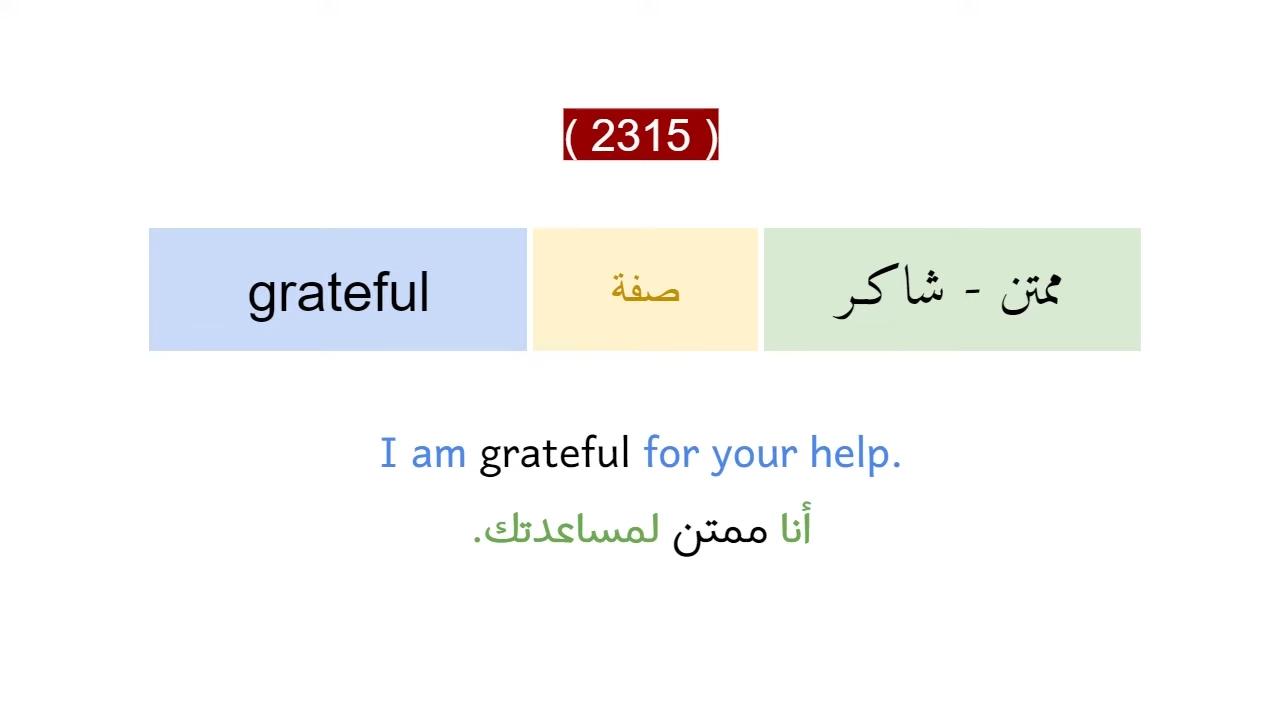 ( 2315 )
grateful
صفة
ممتن - شاكر
I am grateful for your help.
أنا ممتن لمساعدتك.